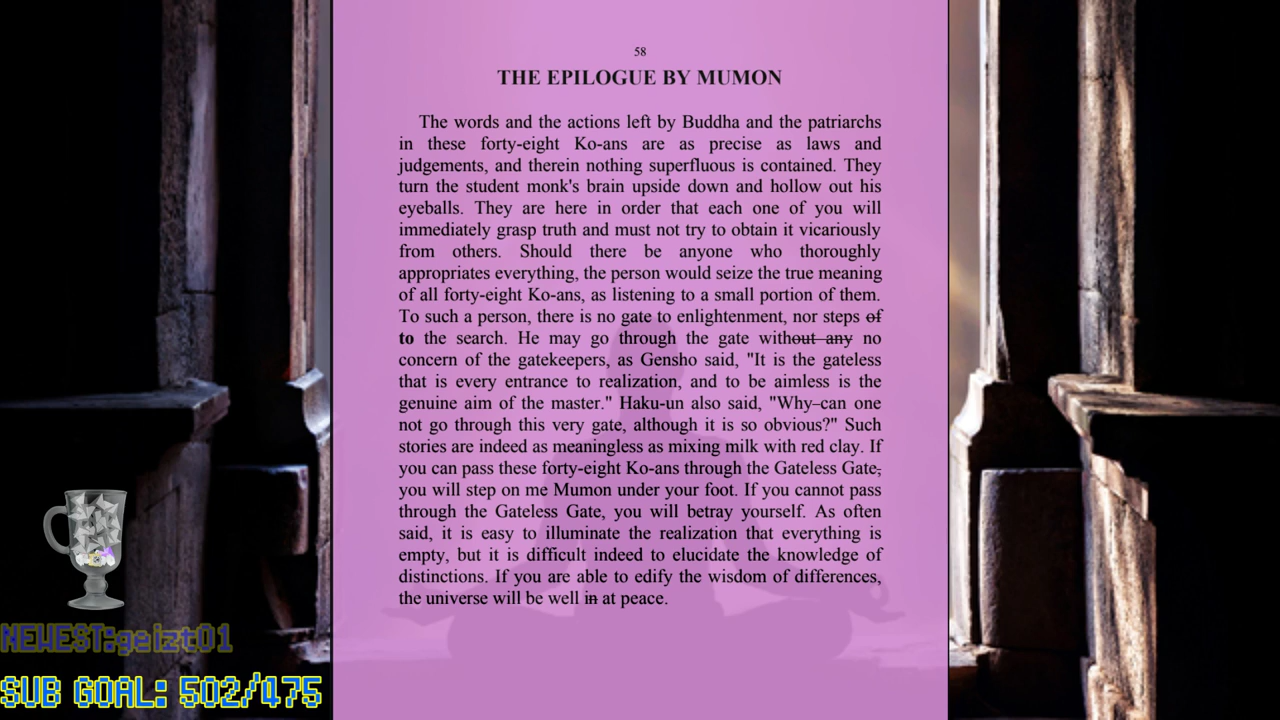 58
THE EPILOGUE BY MUMON
The words and the actions left by Buddha and the patriarchs
in these forty-eight Ko-ans are as precise as laws and
judgements, and therein nothing superfluous is contained. They
turn the student monk's brain upside down and hollow out his
eyeballs. They are here in order that each one of you will
immediately grasp truth and must not try to obtain it vicariously
from others. Should there be anyone who thoroughly
appropriates everything, the person would seize the true meaning
of all forty-eight Ko-ans, as listening to a small portion of them.
To such a person, there is no gate to enlightenment, nor steps of
to the search. He may go through the gate without any no
concern of the gatekeepers, as Gensho said, "It is the gateless
that is every entrance to realization, and to be aimless is the
genuine aim of the master." Haku-un also said, "Why–can one
not go through this very gate, although it is so obvious?" Such
stories are indeed as meaningless as mixing milk with red clay. If
you can pass these forty-eight Ko-ans through the Gateless Gate,
you will step on me Mumon under your foot. If you cannot pass
through the Gateless Gate, you will betray yourself. As often
said, it is easy to illuminate the realization that everything is
empty, but it is difficult indeed to elucidate the knowledge of
distinctions. If you are able to edify the wisdom of differences,
the universe will be well in at peace.
NEWEST:geizt01
SUB GOAL: 502/475